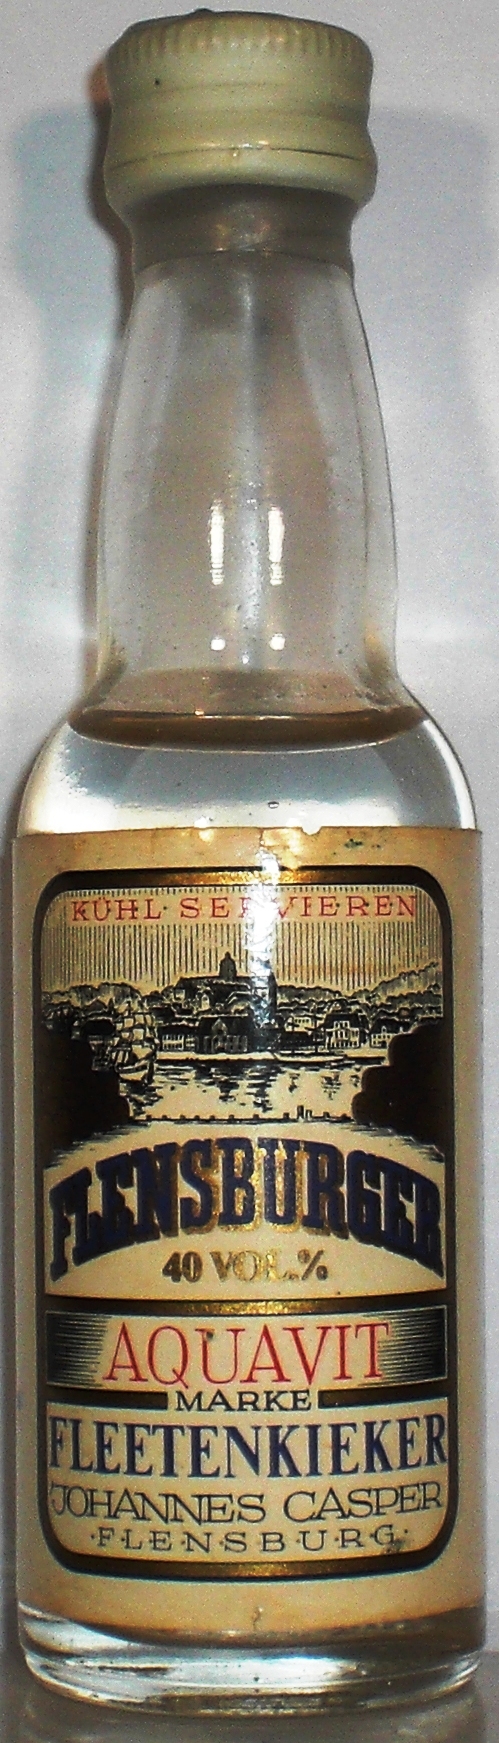 KÜHL SERVIEREN
FLENSBURGER
40 VOL.%
AQUAVIT
MARKE
FLEETENKIEKER
JOHANNES CASPER
·FLENSBURG·